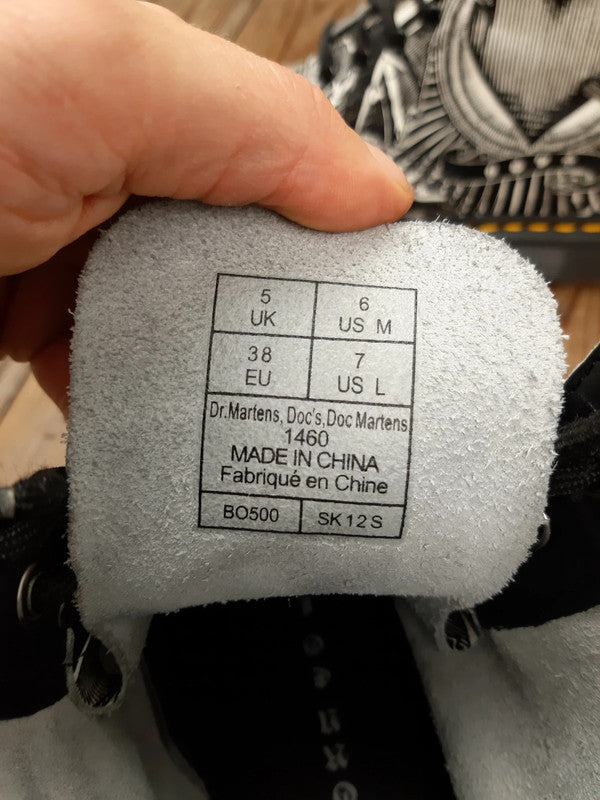 5
UK
6
US M
38
EU
7
US L
Dr.Martens, Doc's, Doc Martens
1460
MADE IN CHINA
Fabriqué en Chine
BO500
SK12S